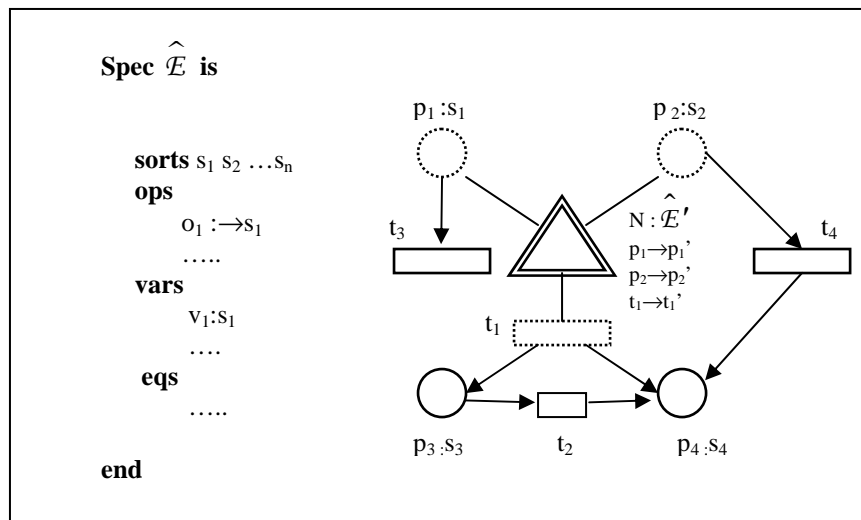 Spec Ê is
sorts s₁ s₂ …sₙ
ops
o₁ :→s₁
…..
vars
v₁:s₁
….
eqs
…..
end
p₁ :s₁
p ₂:s₂
t₃
N : Ê'
p₁→p₁’
p₂→p₂’
t₁→t₁’
t₄
t₁
p₃ :s₃
t₂
p₄ :s₄